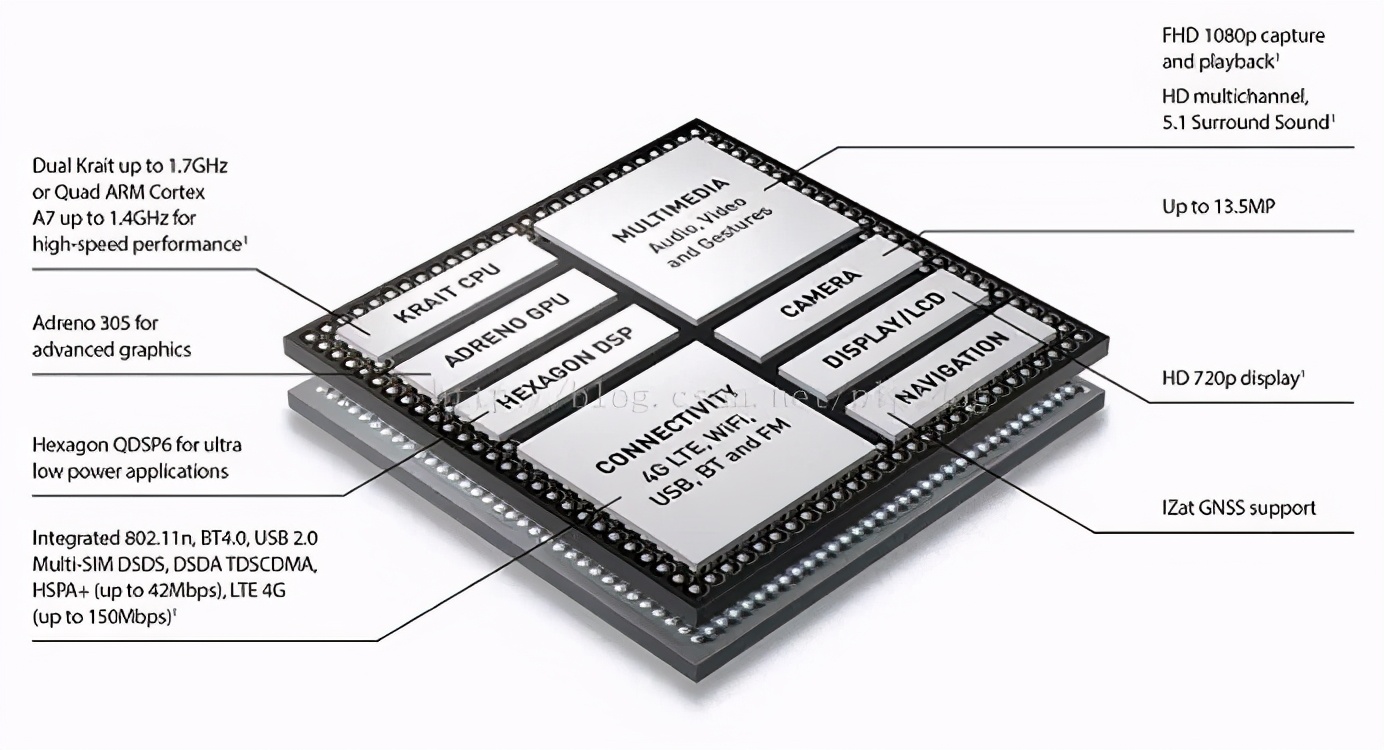 FHD 1080p capture
and playback¹
HD multichannel,
5.1 Surround Sound¹
Dual Krait up to 1.7GHz
or Quad ARM Cortex
A7 up to 1.4GHz for
high-speed performance¹
Up to 13.5MP
Adreno 305 for
advanced graphics
HD 720p display¹
Hexagon QDSP6 for ultra
low power applications
IZat GNSS support
Integrated 802.11n, BT4.0, USB 2.0
Multi-SIM DSDS, DSDA TDSCDMA,
HSPA+ (up to 42Mbps), LTE 4G
(up to 150Mbps)¹
MULTIMEDIA
Audio, Video
and Gestures
KRAIT CPU
ADRENO GPU
HEXAGON DSP
CAMERA
DISPLAY/LCD
NAVIGATION
CONNECTIVITY
4G LTE, WiFi,
USB, BT and FM